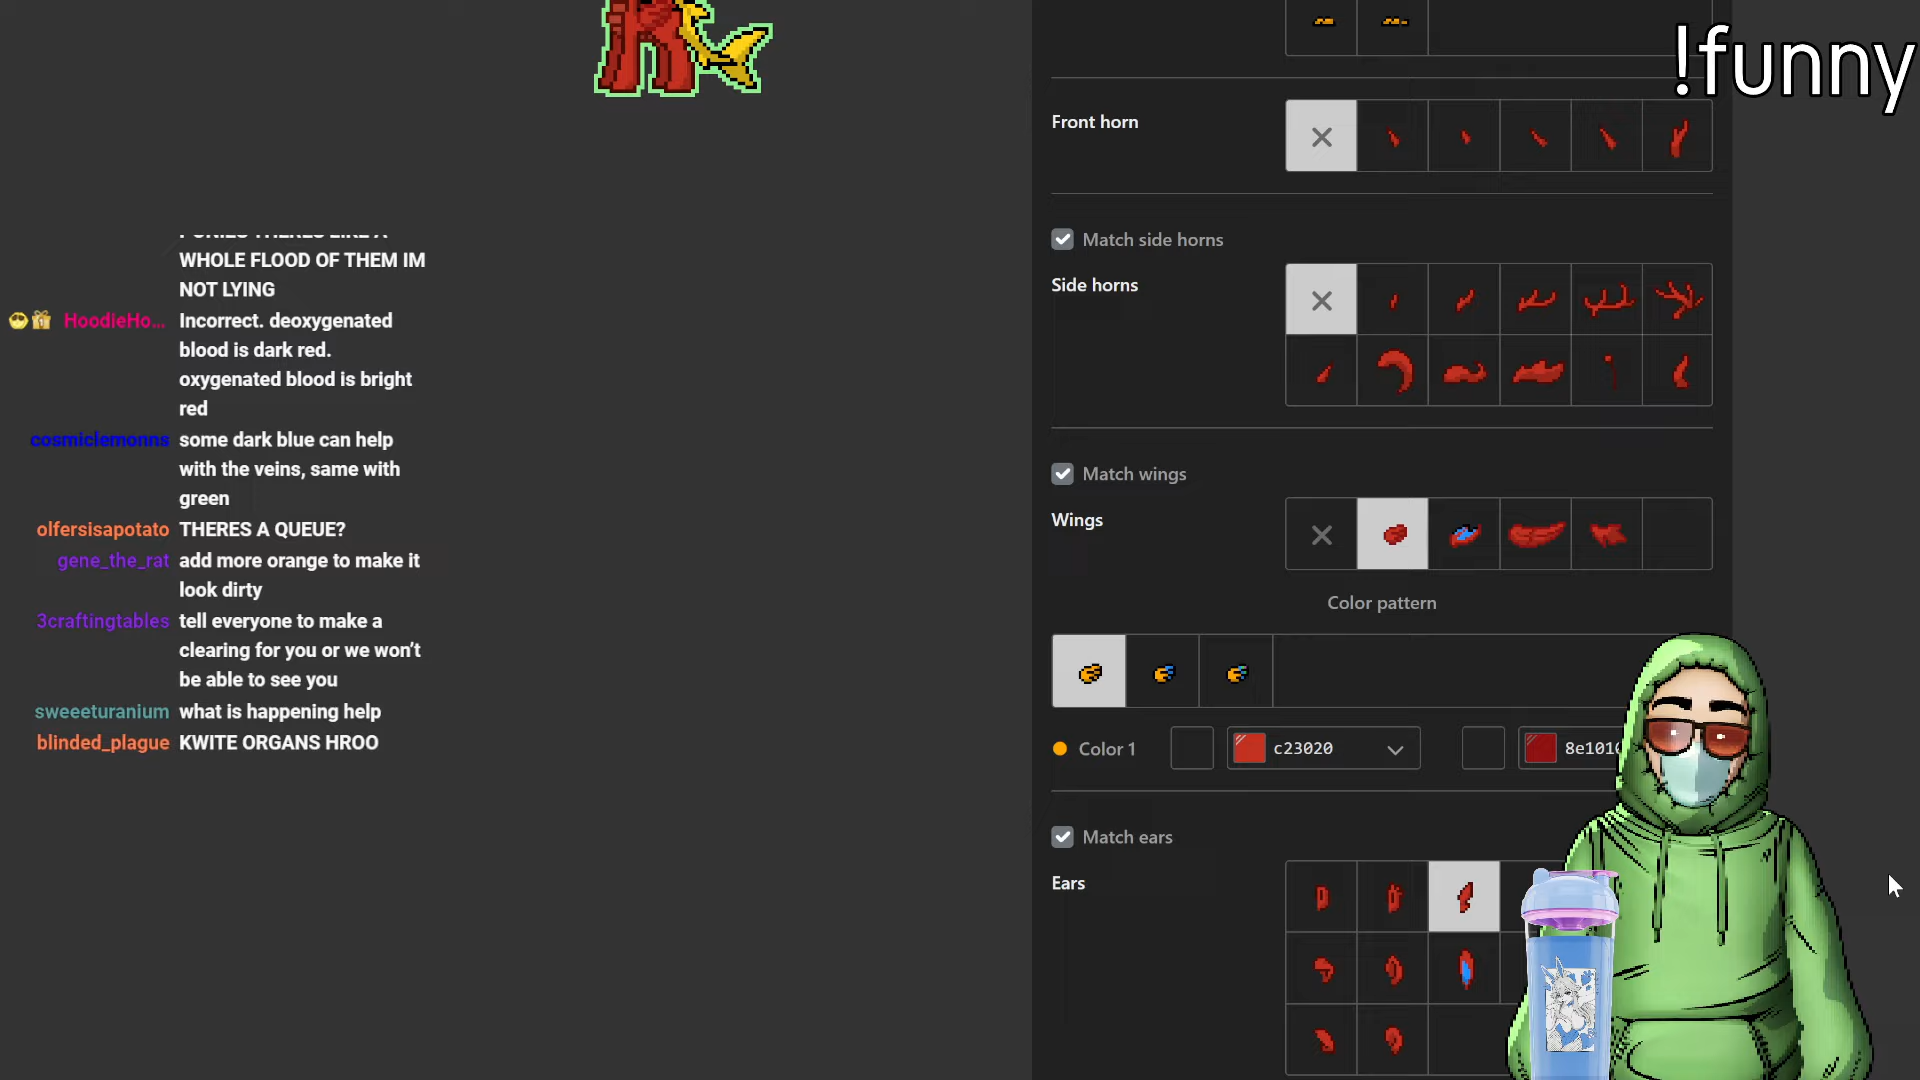 !funny
Front horn
WHOLE FLOOD OF THEM IM
NOT LYING
Match side horns
Side horns
HoodieHo... Incorrect. deoxygenated
blood is dark red.
oxygenated blood is bright
red
cosmiclemonns some dark blue can help
with the veins, same with
green
Match wings
Wings
olfersisapotato THERES A QUEUE?
gene_the_rat add more orange to make it
look dirty
Color pattern
3craftingtables tell everyone to make a
clearing for you or we won't
be able to see you
sweeeturanium what is happening help
blinded_plague KWITE ORGANS HROO
Color 1 c23020
Match ears
Ears